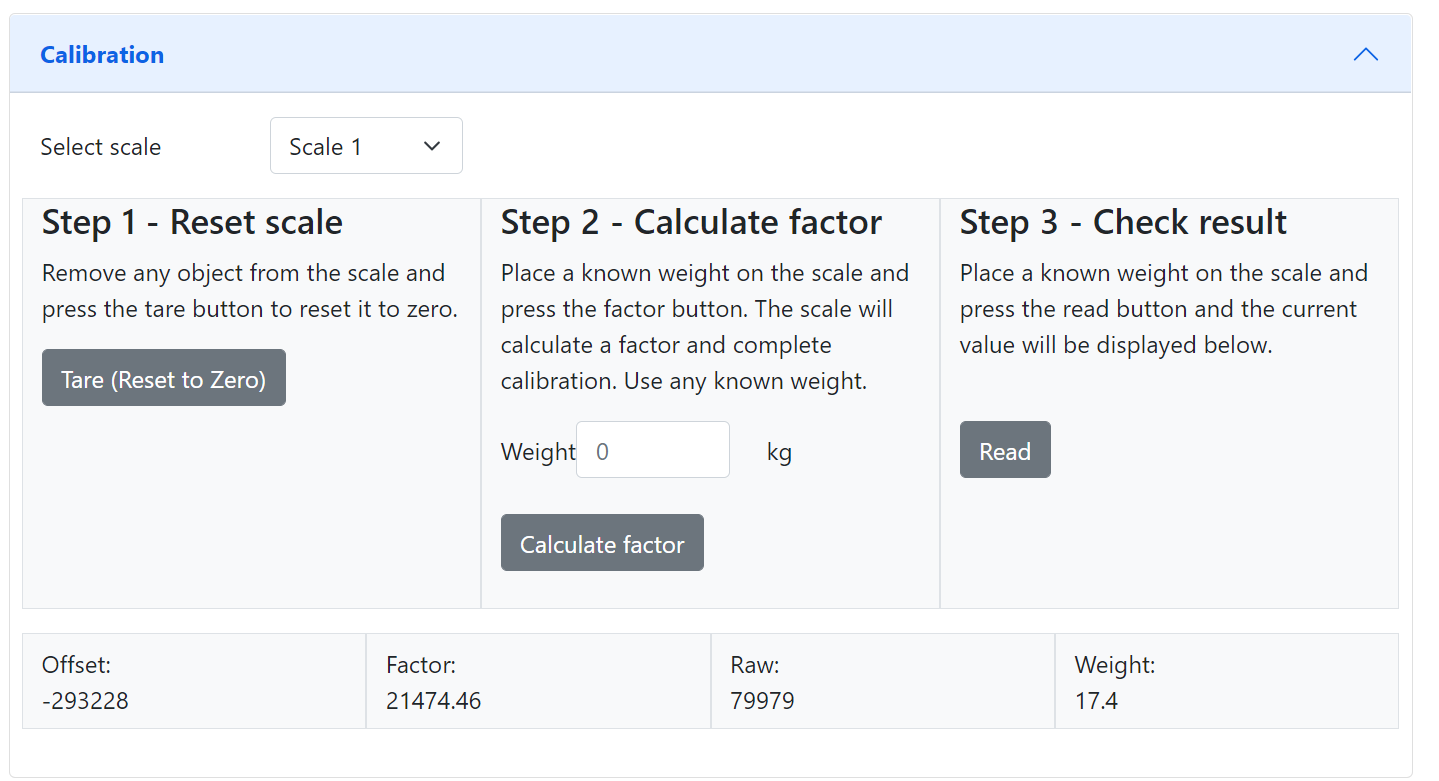 Calibration
Select scale
Scale 1
Step 1 - Reset scale
Remove any object from the scale and
press the tare button to reset it to zero.
Tare (Reset to Zero)
Step 2 - Calculate factor
Place a known weight on the scale and
press the factor button. The scale will
calculate a factor and complete
calibration. Use any known weight.
Weight 0 kg
Calculate factor
Step 3 - Check result
Place a known weight on the scale and
press the read button and the current
value will be displayed below.
Read
Offset:
-293228
Factor:
21474.46
Raw:
79979
Weight:
17.4